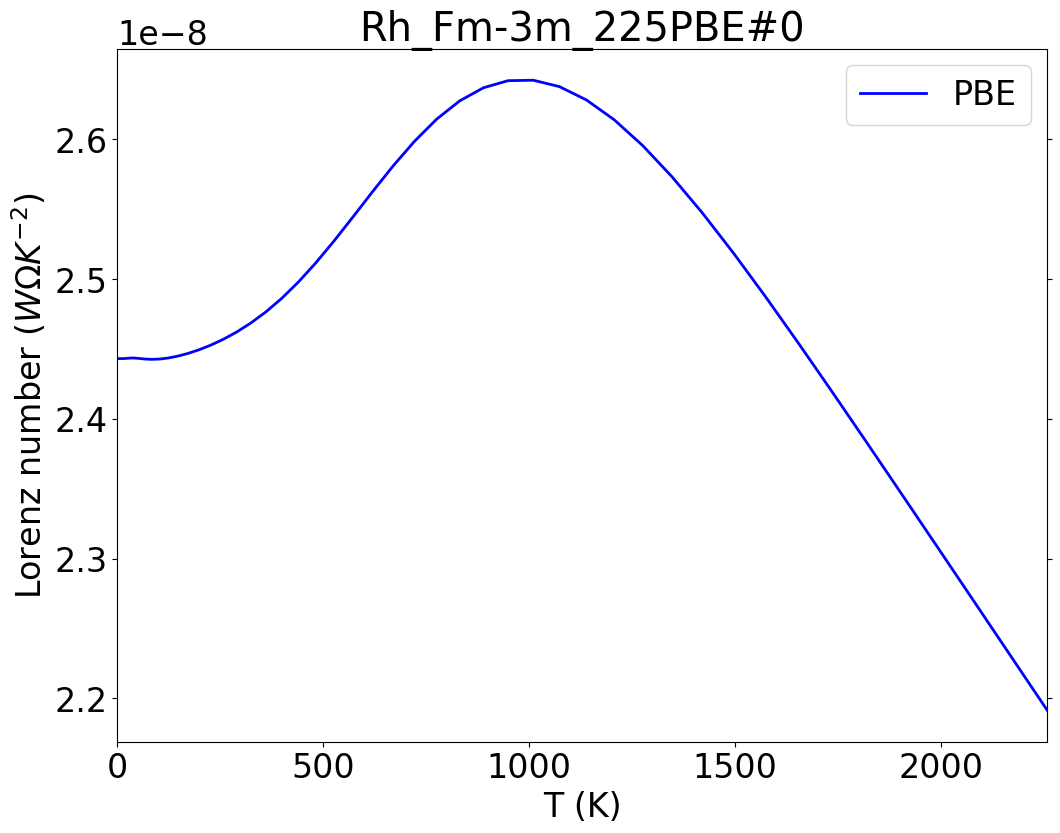 Rh_Fm-3m_225PBE#0
1e−8
PBE
2.6
2.5
2.4
2.3
2.2
Lorenz number (WΩK⁻²)
0 500 1000 1500 2000
T (K)